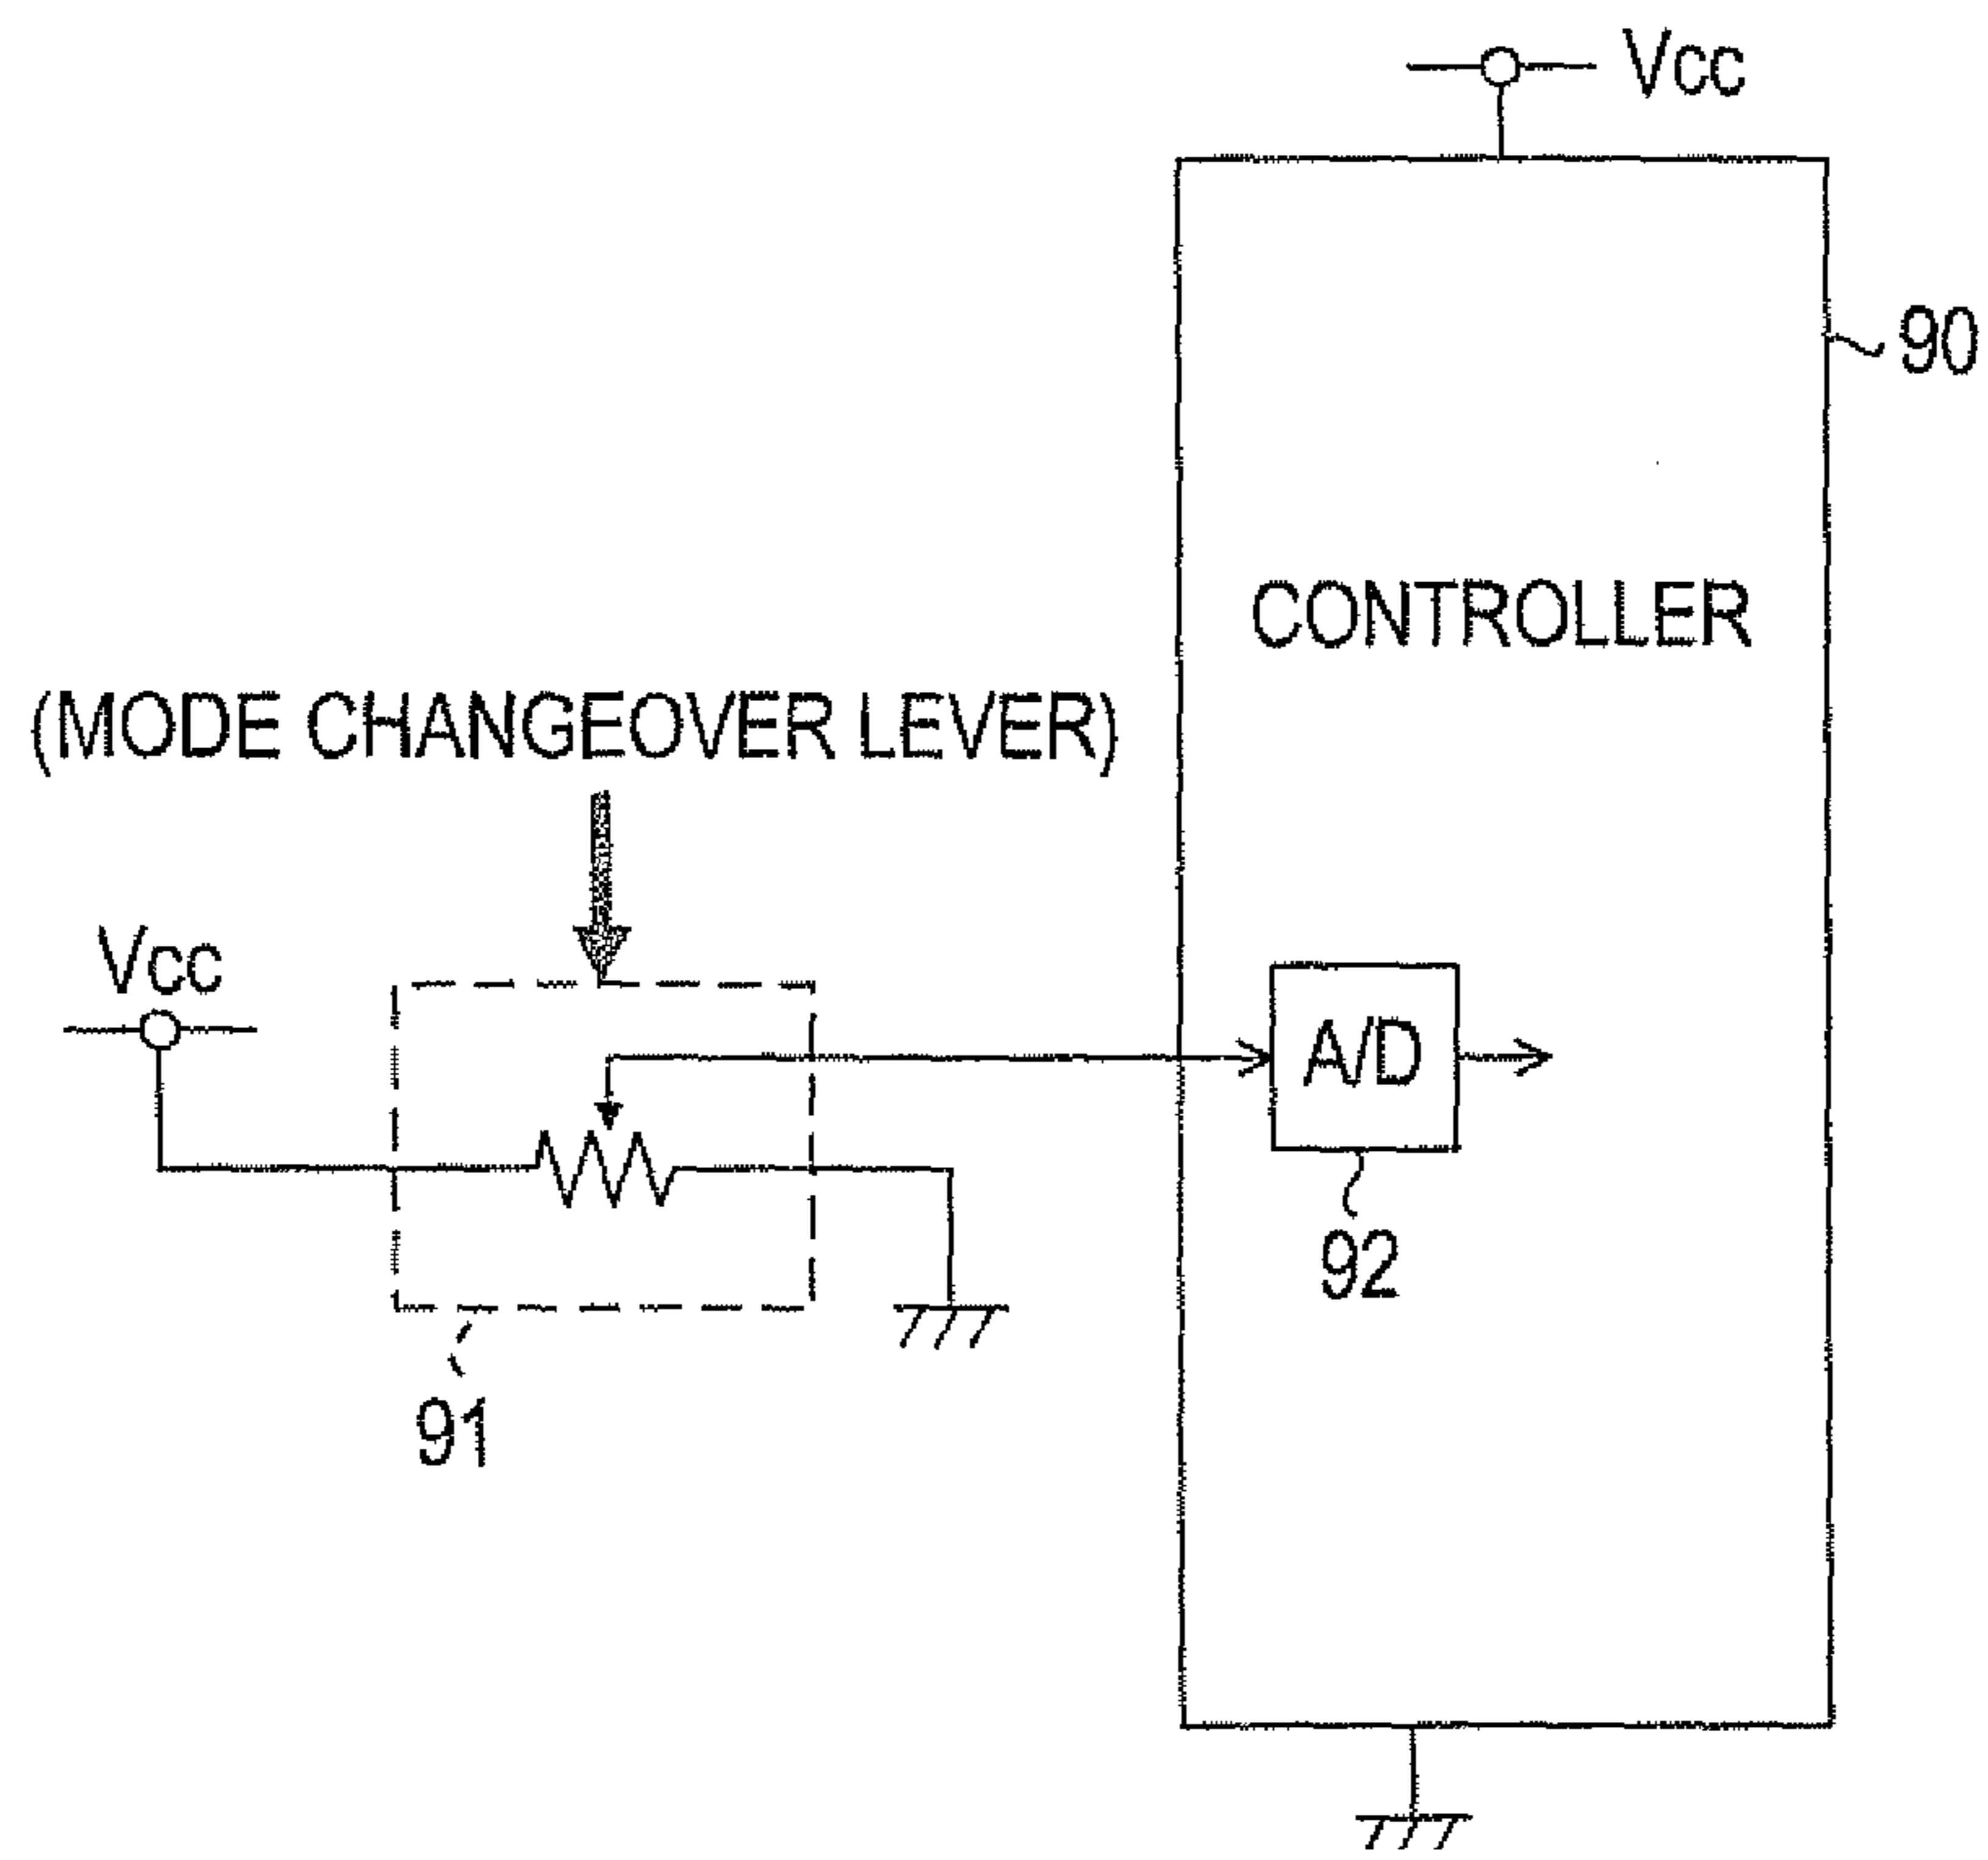 Vcc
90
CONTROLLER
(MODE CHANGEOVER LEVER)
Vcc
A/D
92
91